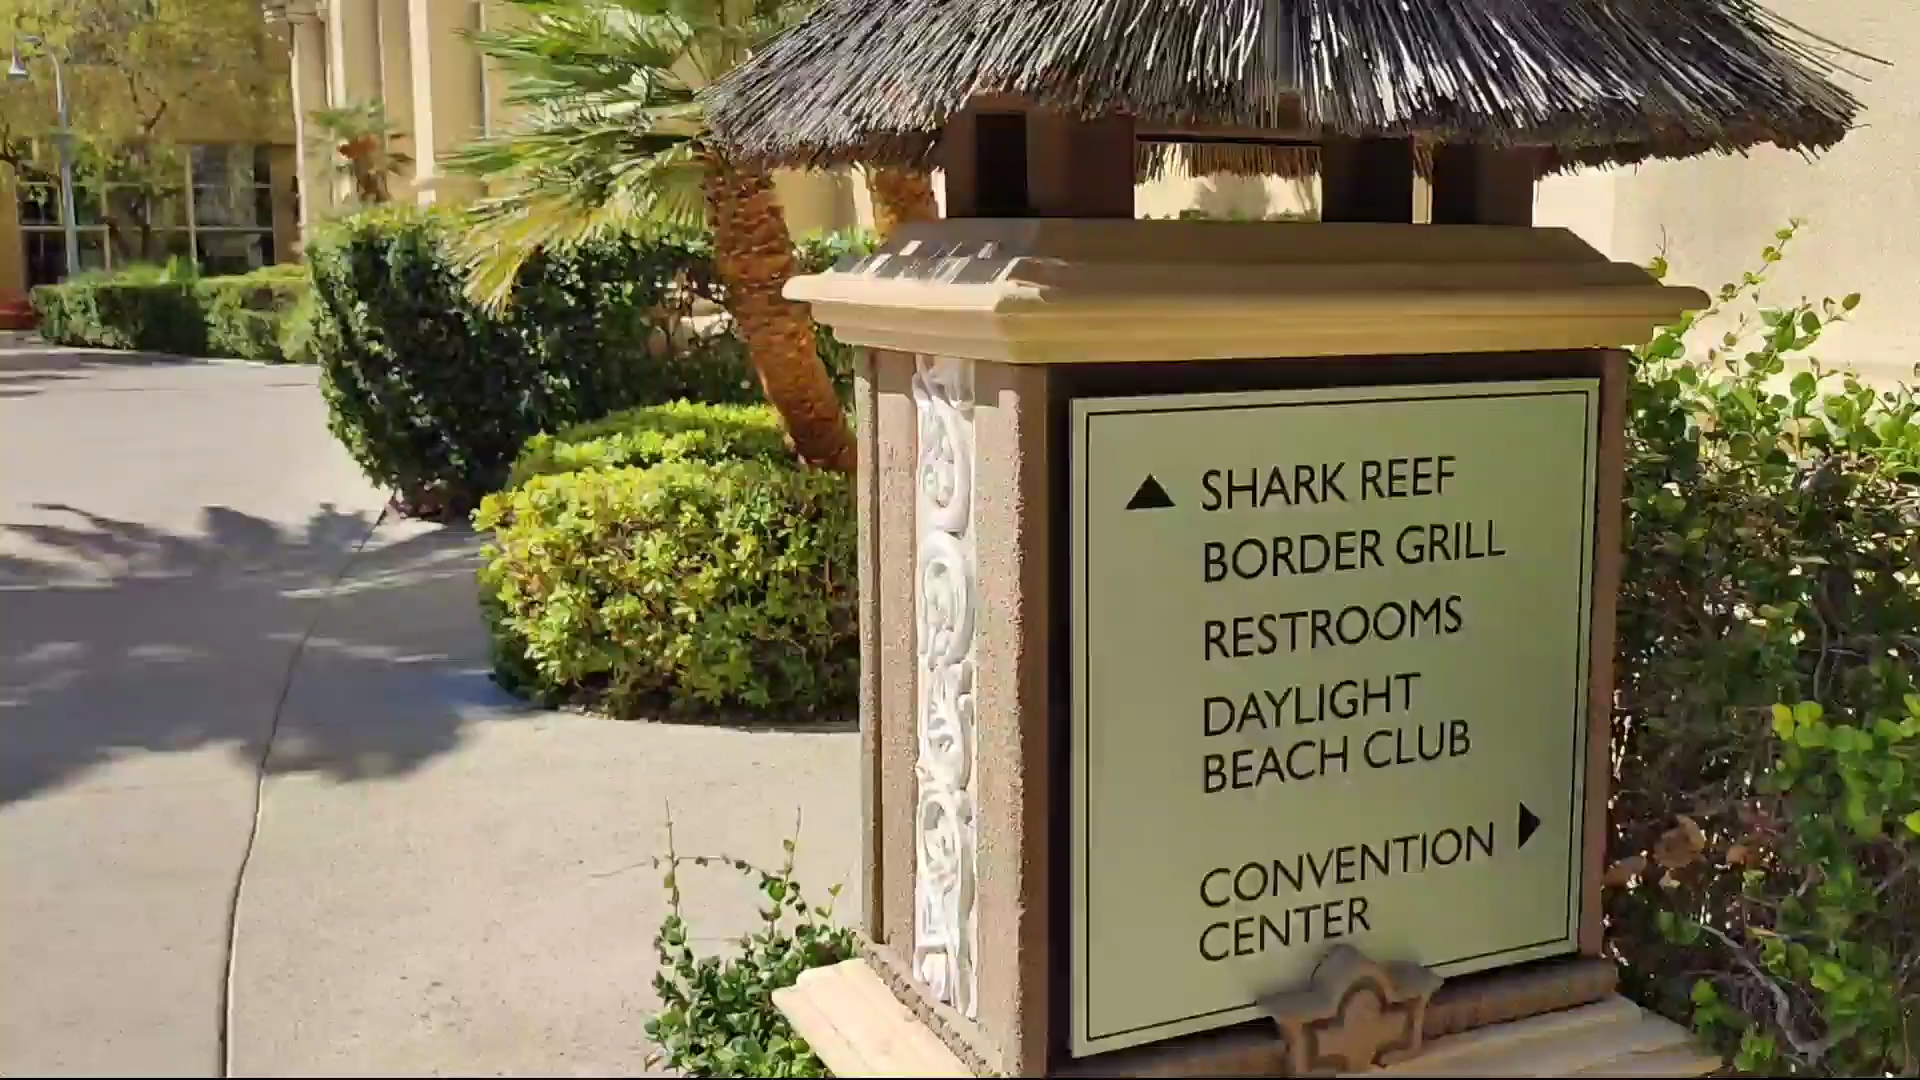 SHARK REEF
BORDER GRILL
RESTROOMS
DAYLIGHT
BEACH CLUB
CONVENTION
CENTER